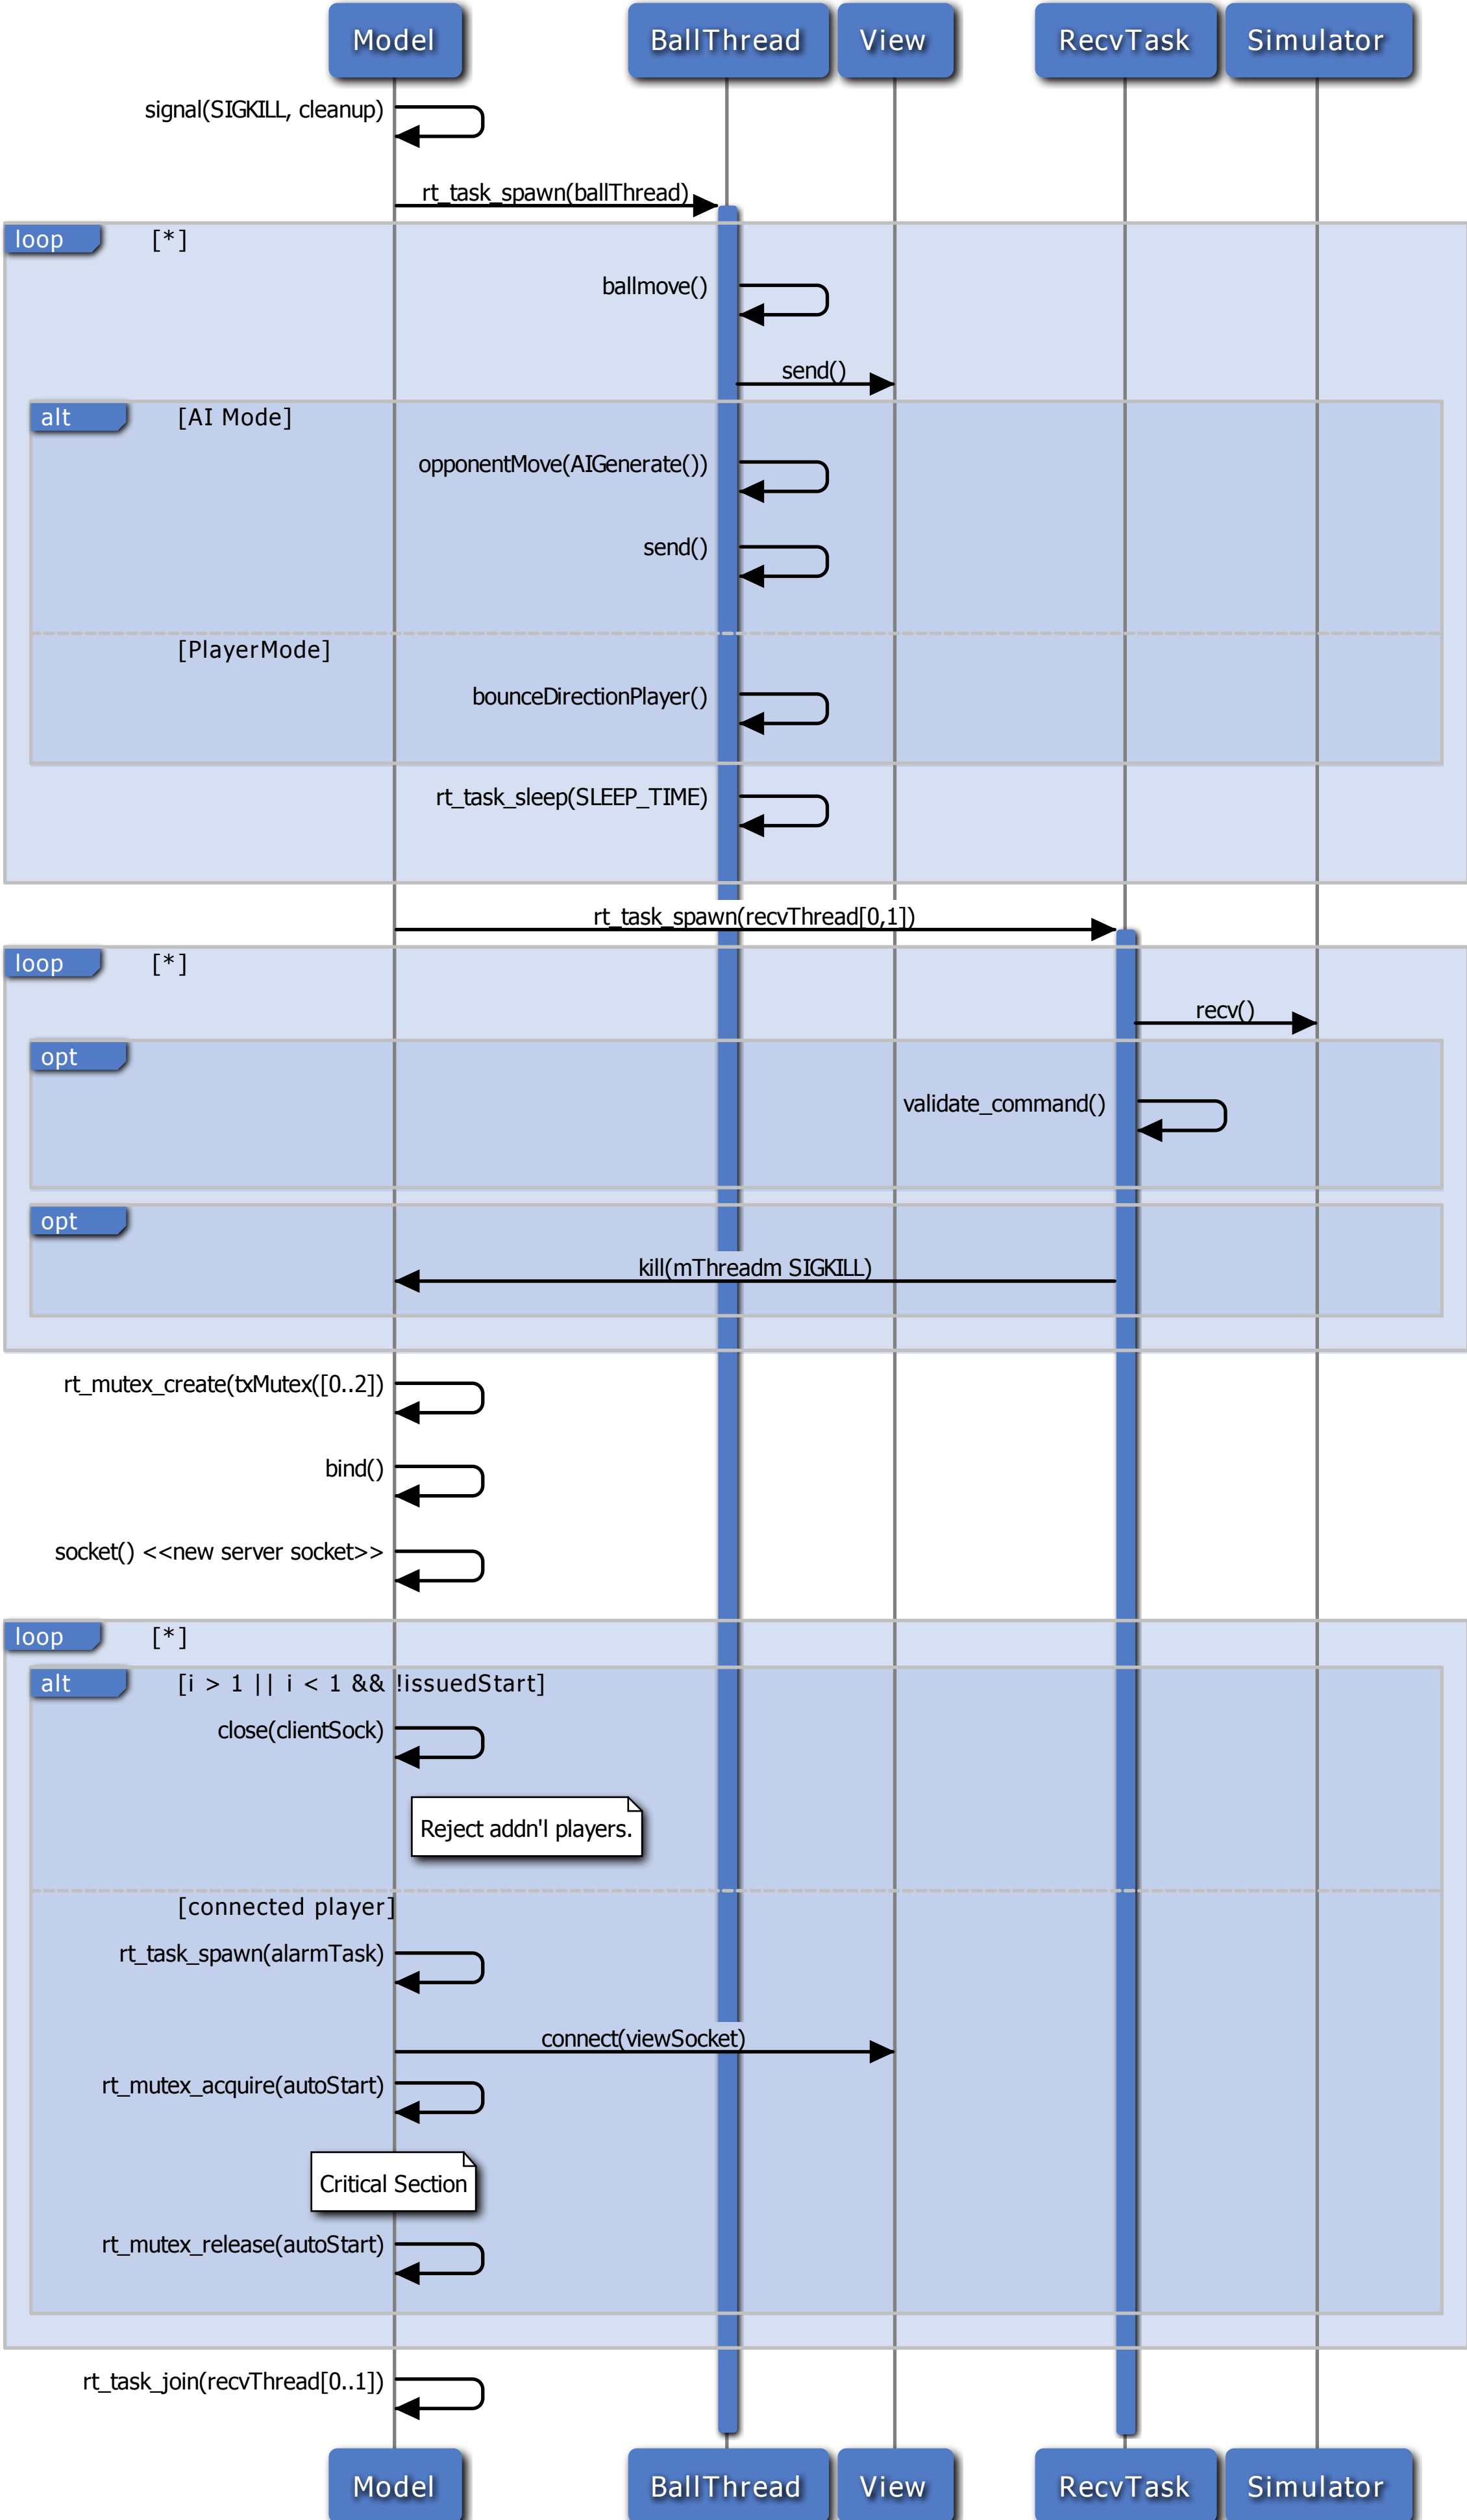 Model BallThread View RecvTask Simulator
signal(SIGKILL, cleanup)
rt_task_spawn(ballThread)
loop [*]
ballmove()
send()
alt [AI Mode]
opponentMove(AIGenerate())
send()
[PlayerMode]
bounceDirectionPlayer()
rt_task_sleep(SLEEP_TIME)
rt_task_spawn(recvThread[0,1])
loop [*]
recv()
opt
validate_command()
opt
kill(mThreadm SIGKILL)
rt_mutex_create(txMutex([0..2])
bind()
socket() <<new server socket>>
loop [*]
alt [i > 1 || i < 1 && !issuedStart]
close(clientSock)
Reject addn'l players.
[connected player]
rt_task_spawn(alarmTask)
connect(viewSocket)
rt_mutex_acquire(autoStart)
Critical Section
rt_mutex_release(autoStart)
rt_task_join(recvThread[0..1])
Model BallThread View RecvTask Simulator